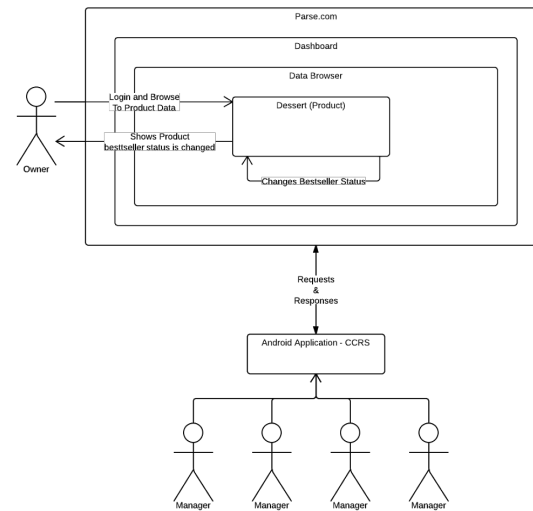 Parse.com
Dashboard
Data Browser
Login and Browse
To Product Data
Dessert (Product)
Shows Product
besttseller status is changed
Owner
Changes Bestseller Status
Requests
&
Responses
Android Application - CCRS
Manager
Manager
Manager
Manager